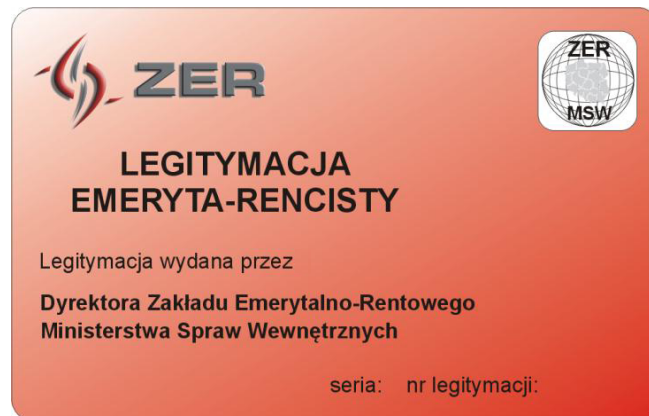 ZER
ZER
MSW
LEGITYMACJA
EMERYTA-RENCISTY
Legitymacja wydana przez
Dyrektora Zakładu Emerytalno-Rentowego
Ministerstwa Spraw Wewnętrznych
seria: nr legitymacji: